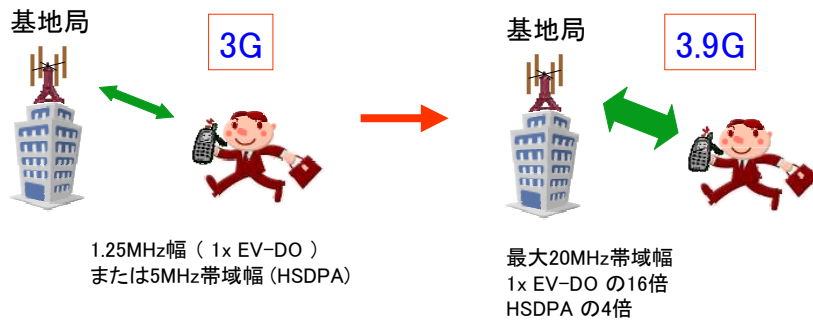 基地局
3G
1.25MHz幅（ 1x EV-DO ）
または5MHz帯域幅 (HSDPA)
基地局
3.9G
最大20MHz帯域幅
1x EV-DO の16倍
HSDPA の4倍